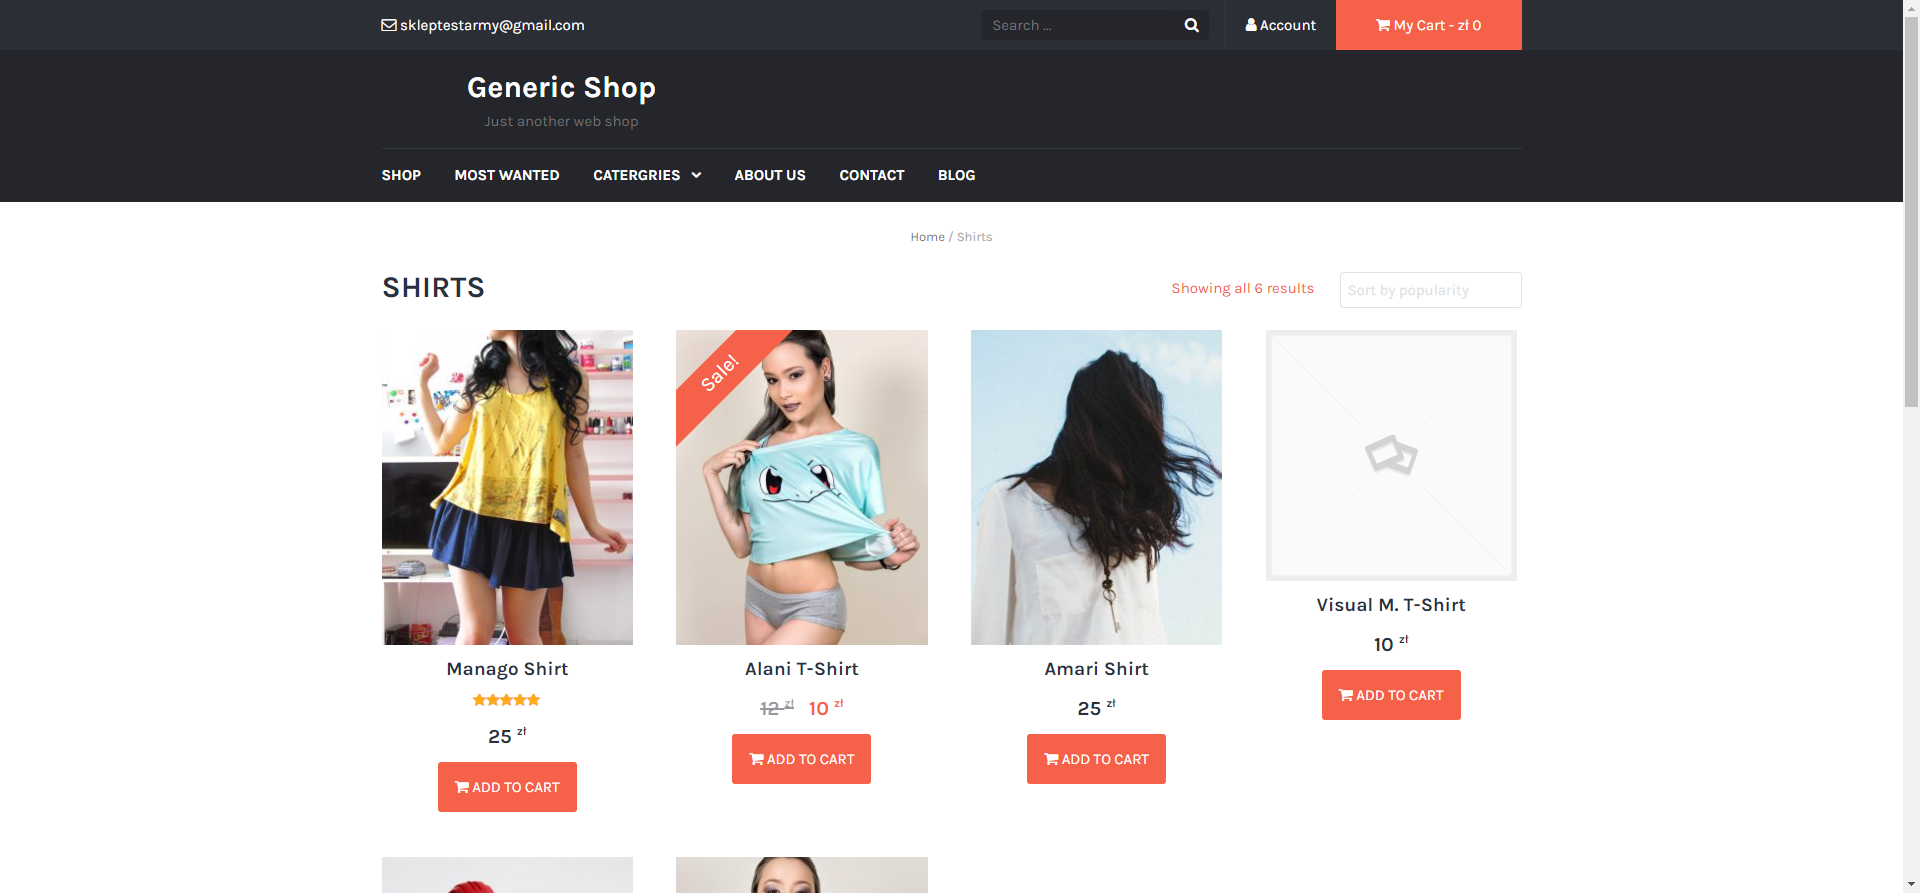 skleptestarmy@gmail.com
Search ...
Account
My Cart - zł 0
Generic Shop
Just another web shop
SHOP MOST WANTED CATERGRIES ABOUT US CONTACT BLOG
Home / Shirts
SHIRTS
Showing all 6 results
Sort by popularity
Sale!
Manago Shirt
25 zł
ADD TO CART
Alani T-Shirt
12 zł 10 zł
ADD TO CART
Amari Shirt
25 zł
ADD TO CART
Visual M. T-Shirt
10 zł
ADD TO CART